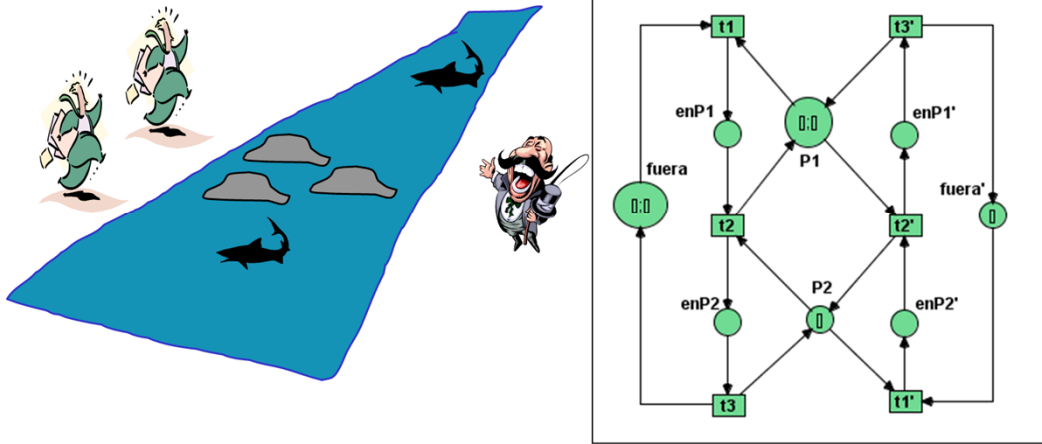 t1
t3'
enP1
enP1'
P1
fuera
fuera'
t2
t2'
P2
enP2
enP2'
t3
t1'